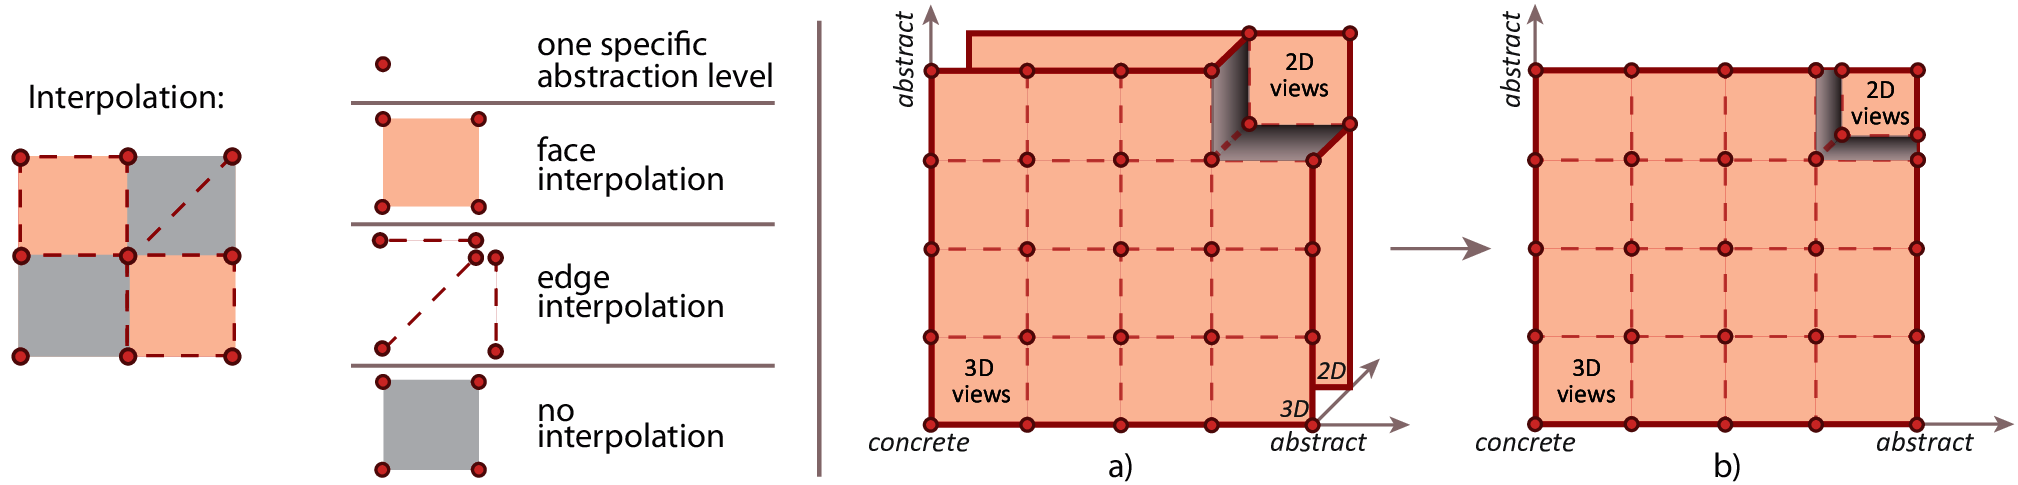 Interpolation:
one specific
abstraction level
face
interpolation
edge
interpolation
no
interpolation
abstract
2D
views
3D
views
2D
3D
concrete
abstract
a)
abstract
2D
views
3D
views
concrete
abstract
b)